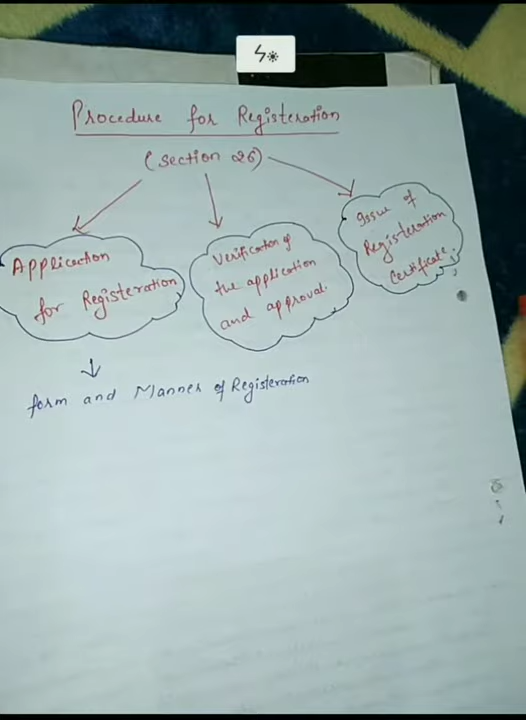 Procedure for Registeration
(section 26)
Application
for Registeration
Verification of
the application
and approval.
Issue of
Registeration
Certificate.
form and Manner of Registeration